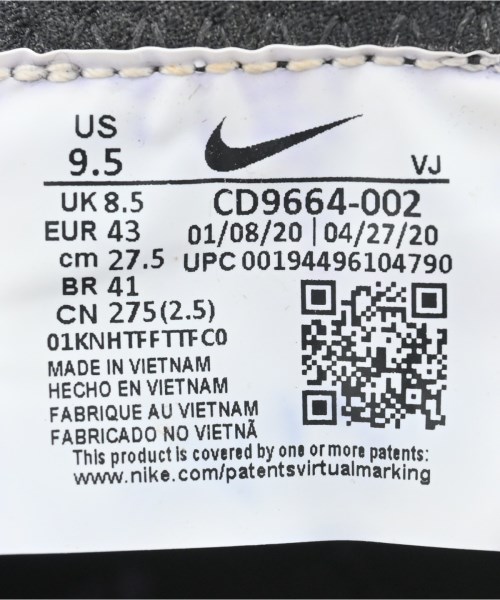 US
9.5
VJ
UK 8.5
CD9664-002
EUR 43
01/08/20 | 04/27/20
cm 27.5
UPC 00194496104790
BR 41
CN 275(2.5)
01KNHTFFTTFC0
MADE IN VIETNAM
HECHO EN VIETNAM
FABRIQUE AU VIETNAM
FABRICADO NO VIETNÃ
This product is covered by one or more patents:
www.nike.com/patentsvirtualmarking